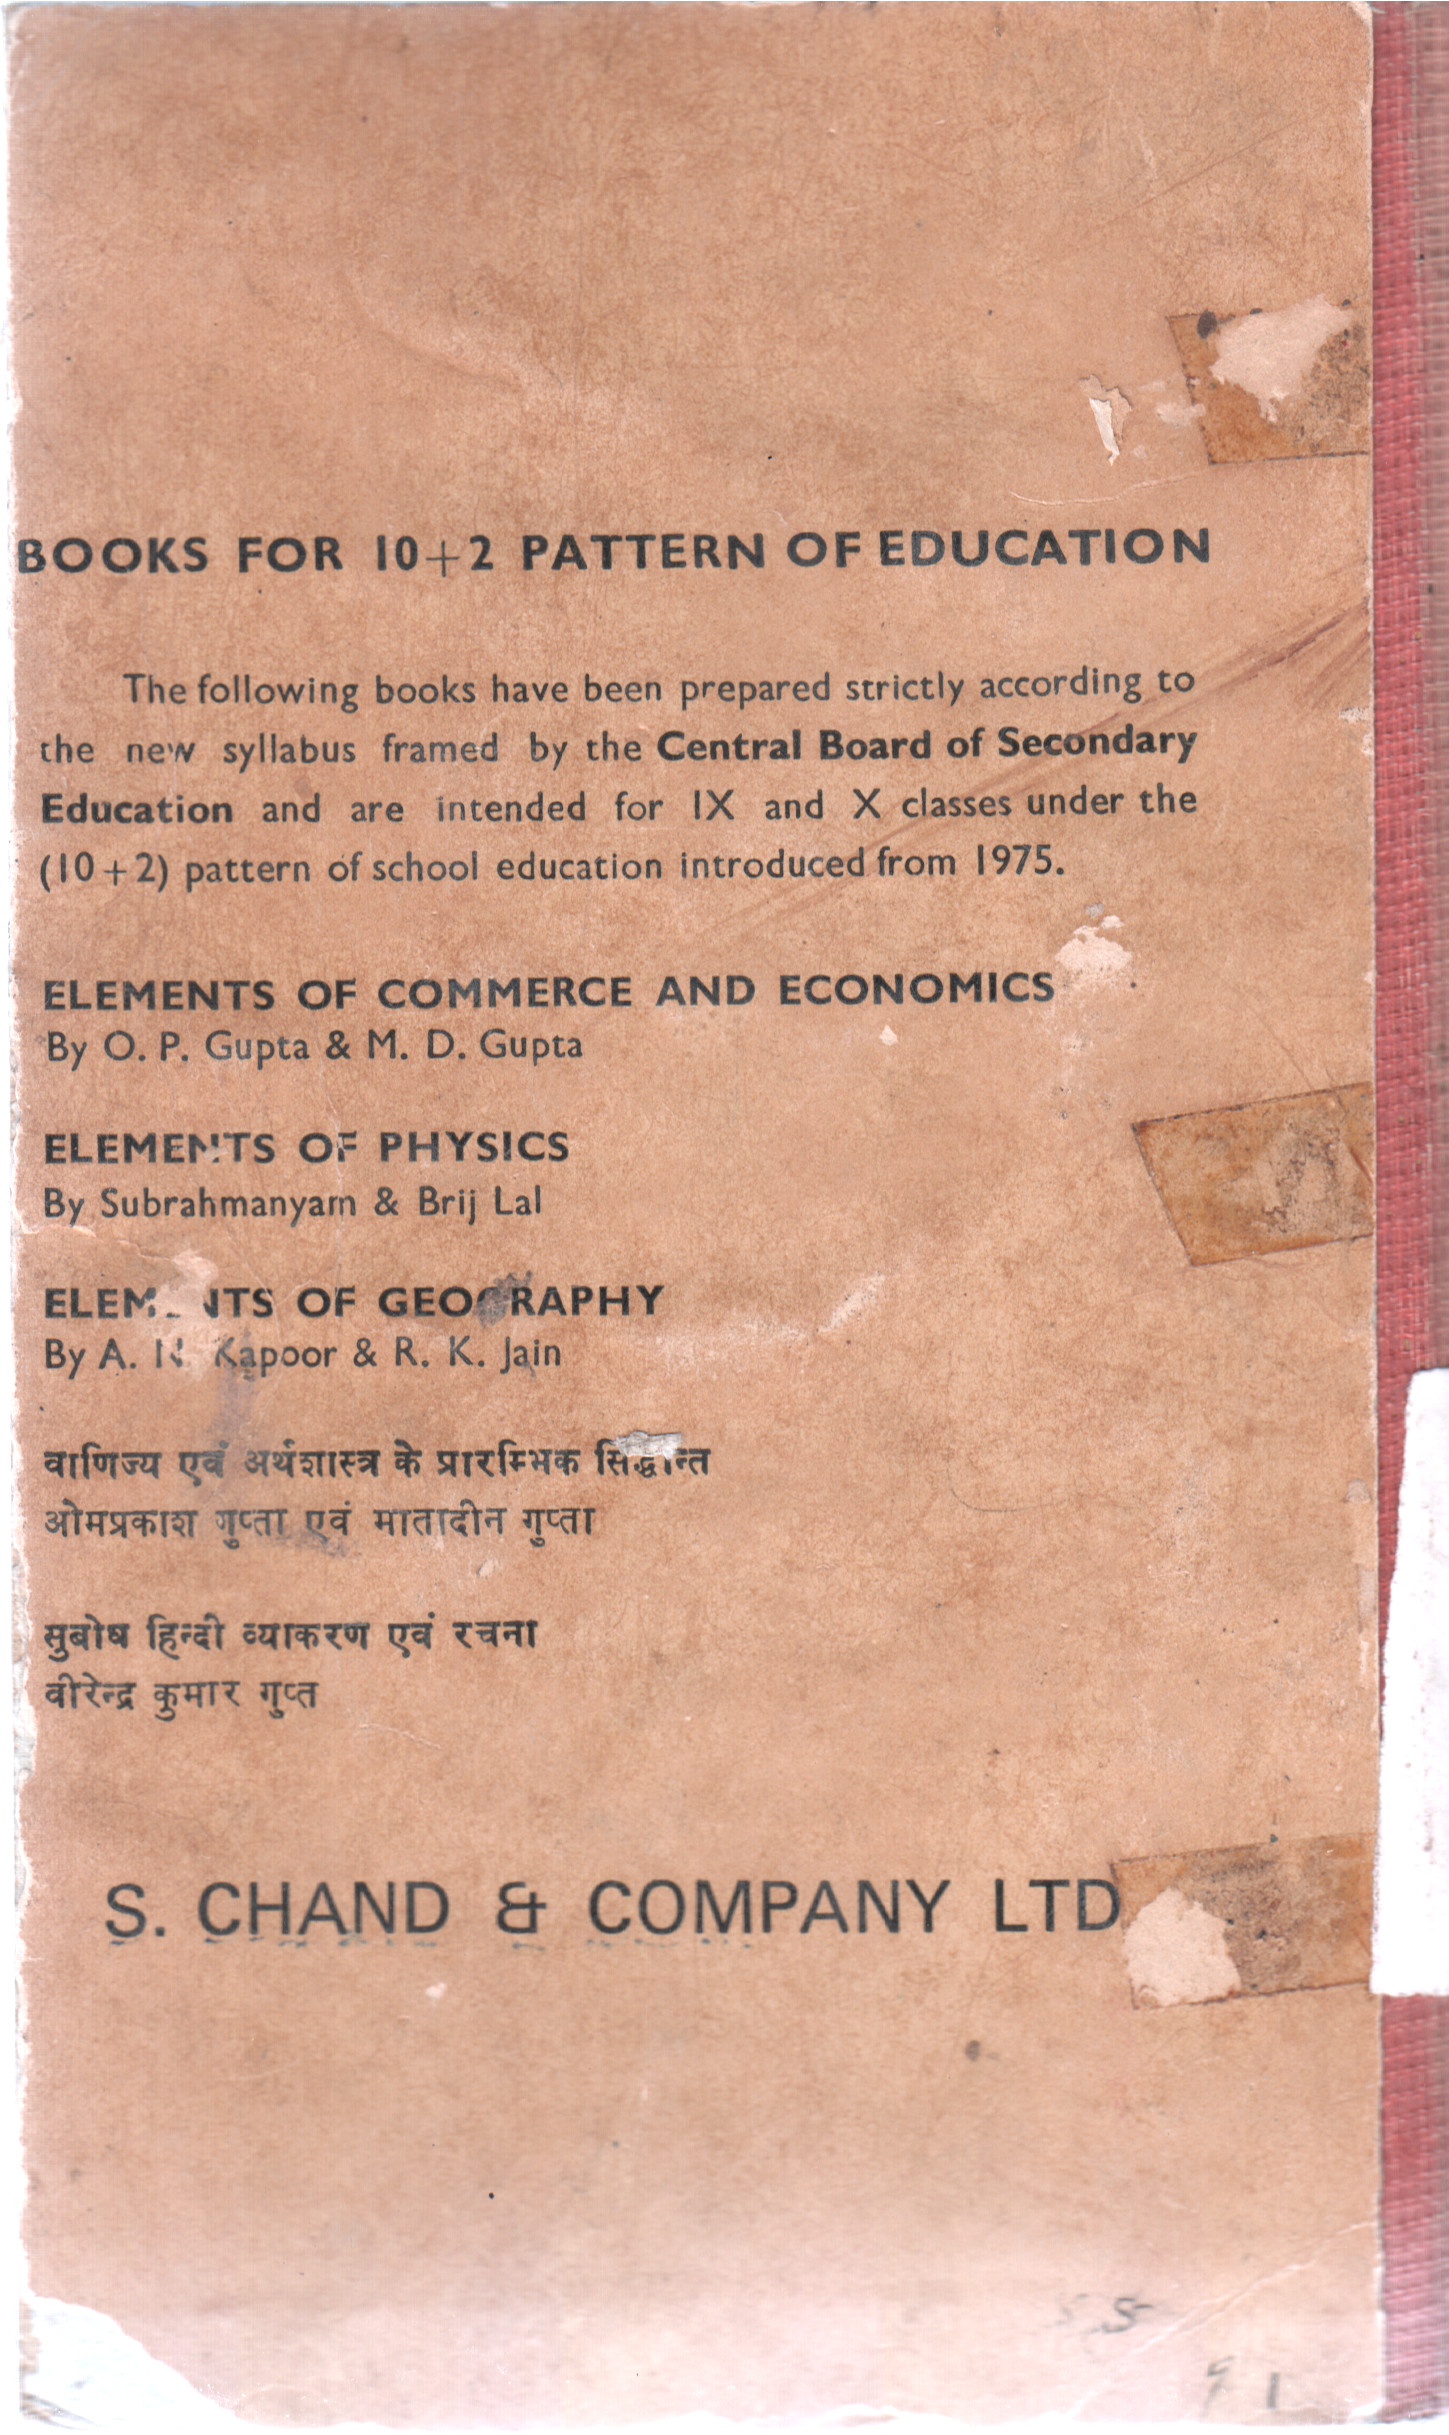 BOOKS FOR 10+2 PATTERN OF EDUCATION
The following books have been prepared strictly according to
the new syllabus framed by the Central Board of Secondary
Education and are intended for IX and X classes under the
(10+2) pattern of school education introduced from 1975.
ELEMENTS OF COMMERCE AND ECONOMICS
By O. P. Gupta & M. D. Gupta
ELEMENTS OF PHYSICS
By Subrahmanyam & Brij Lal
ELEMENTS OF GEOGRAPHY
By A. N. Kapoor & R. K. Jain
वाणिज्य एवं अर्थशास्त्र के प्रारम्भिक सिद्धान्त
ओमप्रकाश गुप्ता एवं मातादीन गुप्ता
सुबोध हिन्दी व्याकरण एवं रचना
वीरेन्द्र कुमार गुप्त
S. CHAND & COMPANY LTD